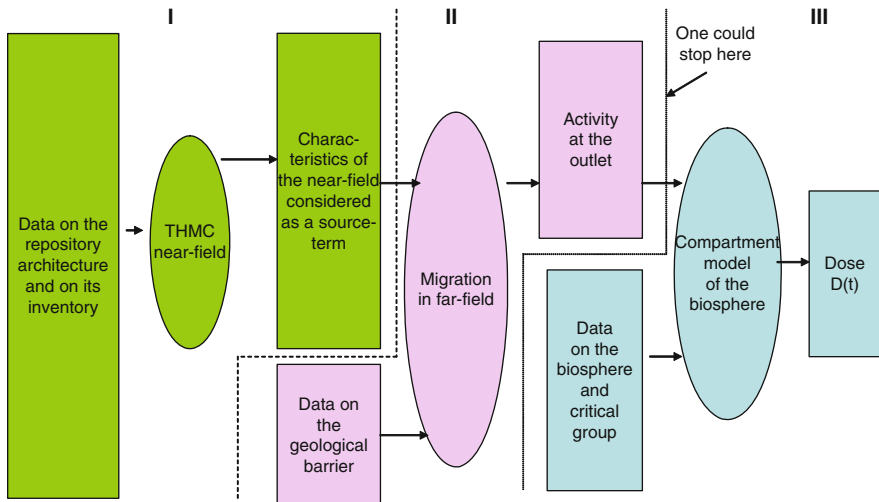 I
II
III
One could
stop here
Data on the
repository
architecture
and on its
inventory
THMC
near-field
Charac-
teristics of
the near-field
considered
as a source-
term
Data on
the
geological
barrier
Migration
in far-field
Activity
at the
outlet
Data
on the
biosphere
and
critical
group
Compartment
model
of the
biosphere
Dose
D(t)